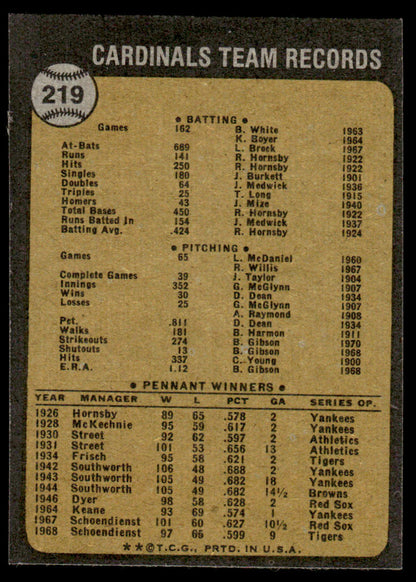 CARDINALS TEAM RECORDS
219
• BATTING •
Games 162 B. White 1963
K. Boyer 1964
At-Bats 689 L. Brock 1967
Runs 141 R. Hornsby 1922
Hits 250 R. Hornsby 1922
Singles 180 J. Burkett 1901
Doubles 64 J. Medwick 1936
Triples 25 T. Long 1915
Homers 43 J. Mize 1940
Total Bases 450 R. Hornsby 1922
Runs Batted In 154 J. Medwick 1937
Batting Avg. .424 R. Hornsby 1924
• PITCHING •
Games 65 L. McDaniel 1960
R. Willis 1967
Complete Games 39 J. Taylor 1904
Innings 352 G. McGlynn 1907
Wins 30 D. Dean 1934
Losses 25 G. McGlynn 1907
A. Raymond 1908
Pct. .811 D. Dean 1934
Walks 181 B. Harmon 1911
Strikeouts 274 B. Gibson 1970
Shutouts 13 B. Gibson 1968
Hits 337 C. Young 1900
E.R.A. 1.12 B. Gibson 1968
• PENNANT WINNERS •
YEAR MANAGER W L PCT GA SERIES OP.
1926 Hornsby 89 65 .578 2 Yankees
1928 McKechnie 95 59 .617 2 Yankees
1930 Street 92 62 .597 2 Athletics
1931 Street 101 53 .656 13 Athletics
1934 Frisch 95 58 .621 2 Tigers
1942 Southworth 106 48 .688 2 Yankees
1943 Southworth 105 49 .682 18 Yankees
1944 Southworth 105 49 .682 14½ Browns
1946 Dyer 98 58 .628 2 Red Sox
1964 Keane 93 69 .574 1 Yankees
1967 Schoendienst 101 60 .627 10½ Red Sox
1968 Schoendienst 97 65 .599 9 Tigers
**©T.C.G., PRTD. IN U.S.A.